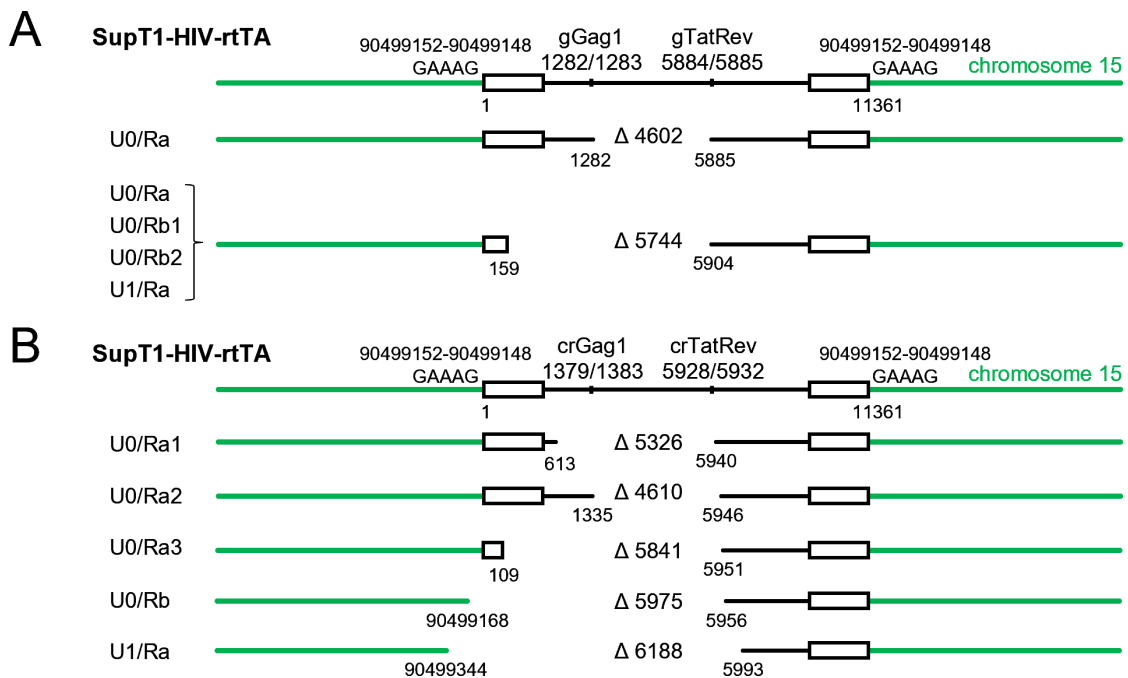 A
SupT1-HIV-rtTA
90499152-90499148
GAAAG
gGag1
1282/1283
gTatRev
5884/5885
90499152-90499148
GAAAG
chromosome 15
1
11361
U0/Ra
Δ 4602
1282
5885
U0/Ra
U0/Rb1
U0/Rb2
U1/Ra
Δ 5744
159
5904
B
SupT1-HIV-rtTA
90499152-90499148
GAAAG
crGag1
1379/1383
crTatRev
5928/5932
90499152-90499148
GAAAG
chromosome 15
1
11361
U0/Ra1
Δ 5326
613
5940
U0/Ra2
Δ 4610
1335
5946
U0/Ra3
Δ 5841
109
5951
U0/Rb
Δ 5975
90499168
5956
U1/Ra
Δ 6188
90499344
5993